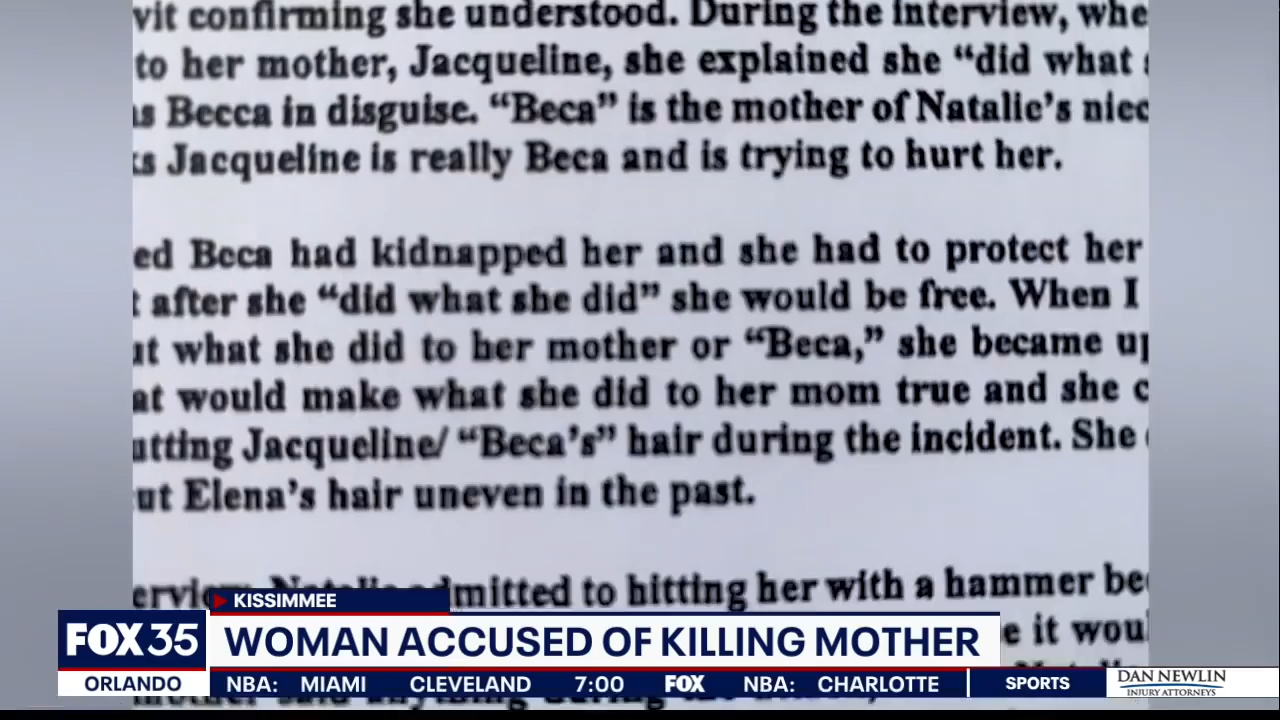 vit confirming she understood. During the interview, whe
to her mother, Jacqueline, she explained she “did what
s Becca in disguise. “Beca” is the mother of Natalie’s niec
s Jacqueline is really Beca and is trying to hurt her.
ed Beca had kidnapped her and she had to protect her
t after she “did what she did” she would be free. When I
at what she did to her mother or “Beca,” she became up
at would make what she did to her mom true and she c
utting Jacqueline/ “Beca’s” hair during the incident. She
ut Elena’s hair uneven in the past.
mitted to hitting her with a hammer be
KISSIMMEE
FOX 35
WOMAN ACCUSED OF KILLING MOTHER
e it wou
ORLANDO
NBA: MIAMI CLEVELAND 7:00 FOX NBA: CHARLOTTE
SPORTS
DAN NEWLIN
INJURY ATTORNEYS